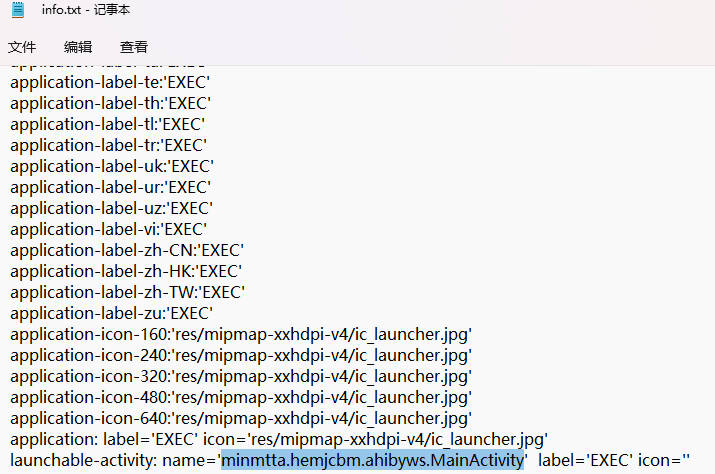 info.txt - 记事本
文件 编辑 查看
application-label-te:'EXEC'
application-label-th:'EXEC'
application-label-tl:'EXEC'
application-label-tr:'EXEC'
application-label-uk:'EXEC'
application-label-ur:'EXEC'
application-label-uz:'EXEC'
application-label-vi:'EXEC'
application-label-zh-CN:'EXEC'
application-label-zh-HK:'EXEC'
application-label-zh-TW:'EXEC'
application-label-zu:'EXEC'
application-icon-160:'res/mipmap-xxhdpi-v4/ic_launcher.jpg'
application-icon-240:'res/mipmap-xxhdpi-v4/ic_launcher.jpg'
application-icon-320:'res/mipmap-xxhdpi-v4/ic_launcher.jpg'
application-icon-480:'res/mipmap-xxhdpi-v4/ic_launcher.jpg'
application-icon-640:'res/mipmap-xxhdpi-v4/ic_launcher.jpg'
application: label='EXEC' icon='res/mipmap-xxhdpi-v4/ic_launcher.jpg'
launchable-activity: name='minmtta.hemjcbm.ahibyws.MainActivity'  label='EXEC' icon=''